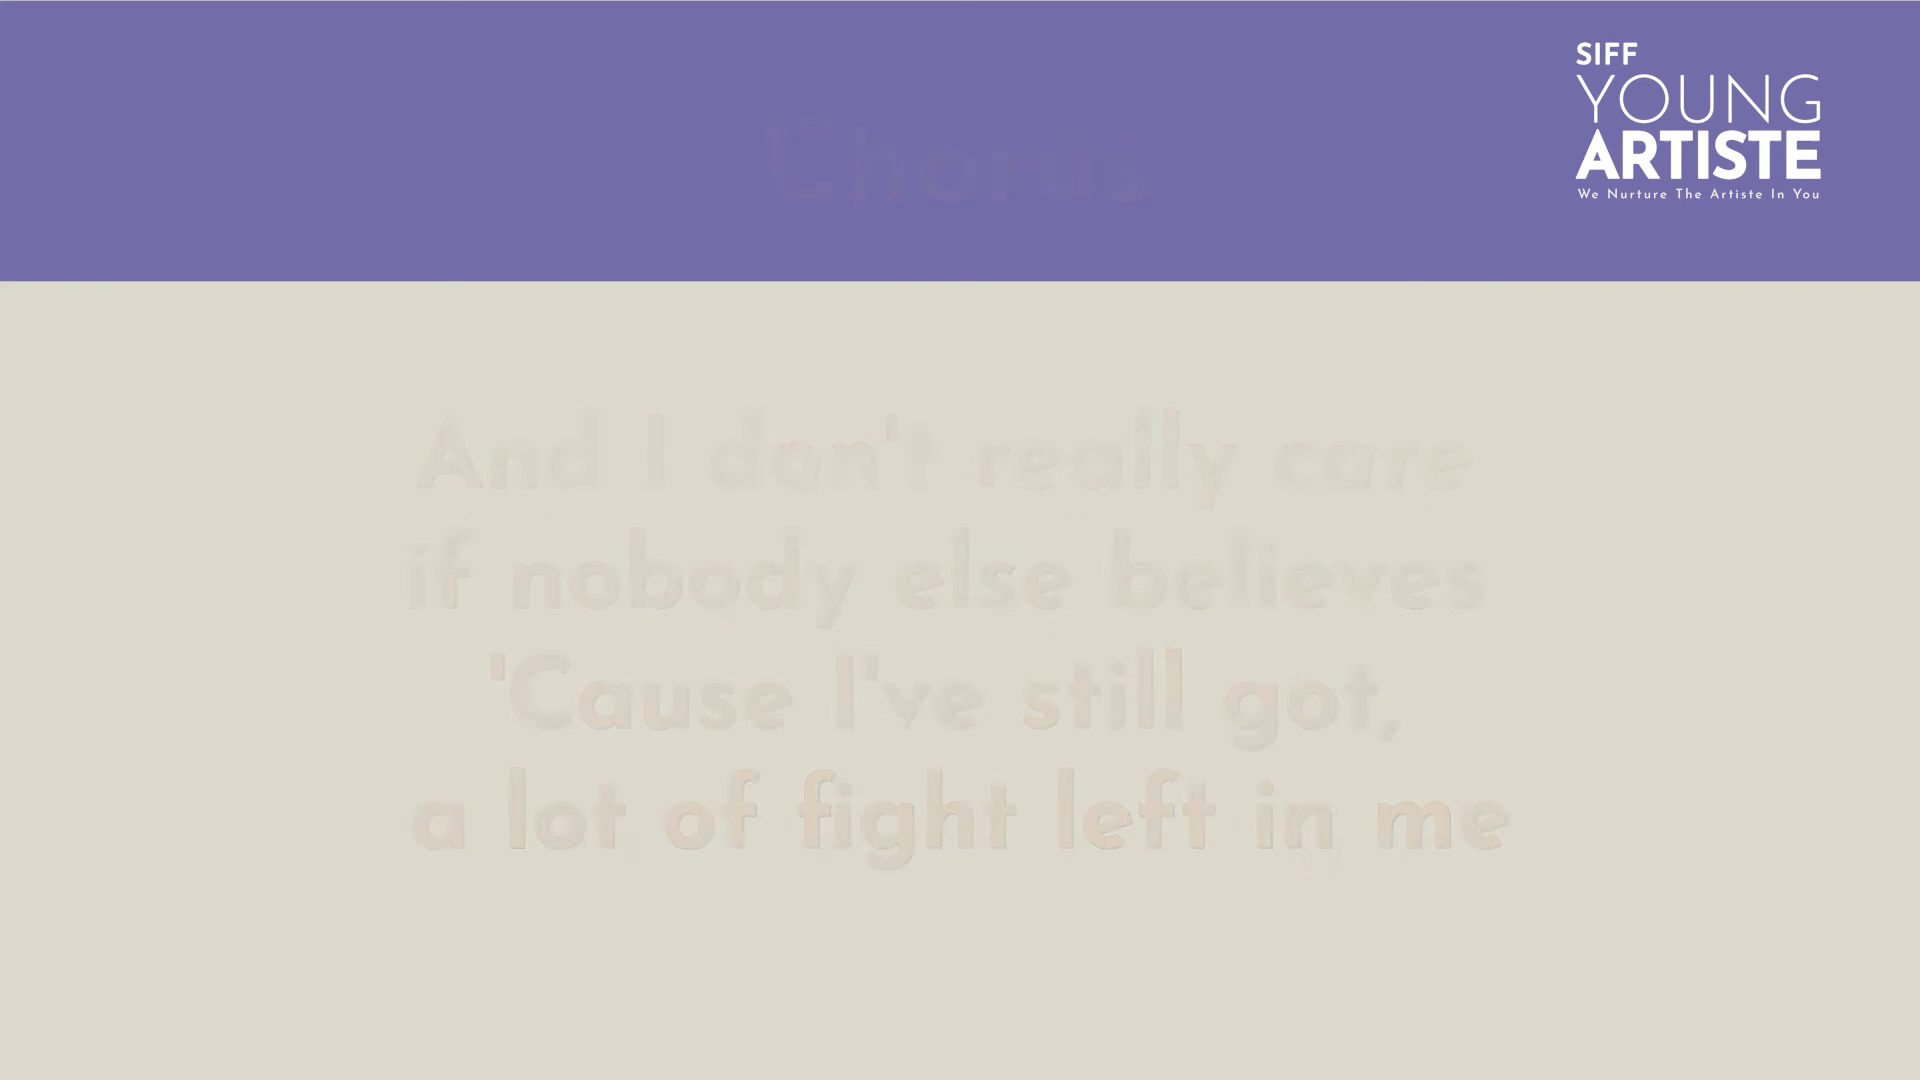 SIFF
YOUNG
ARTISTE
We Nurture The Artiste In You
Chorus
And I don't really care
if nobody else believes
'Cause I've still got,
a lot of fight left in me